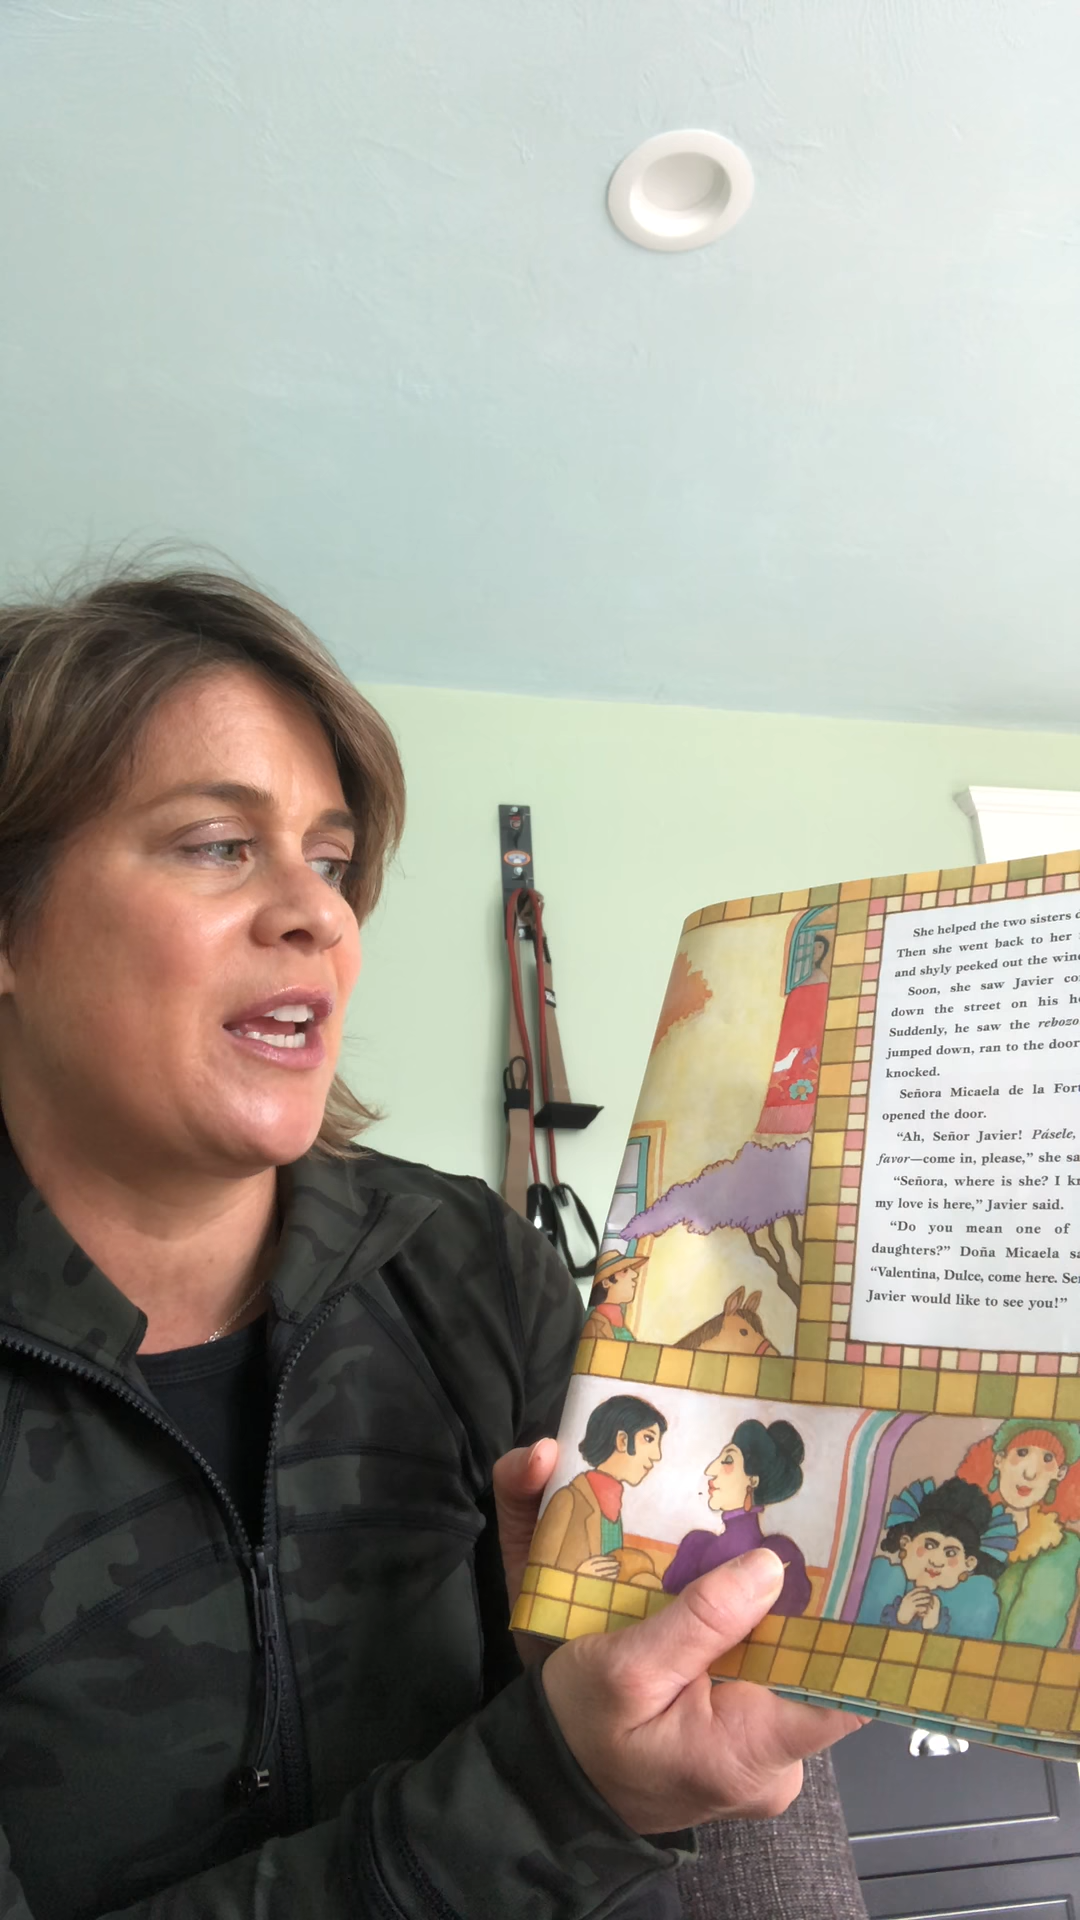 She helped the two sisters
Then she went back to her
and shyly peeked out the
Soon, she saw Javier
down the street on his
Suddenly, he saw the rebozo
jumped down, ran to the door
knocked.
Señora Micaela de la
opened the door.
"Ah, Señor Javier! Pásele,
favor—come in, please," she
"Señora, where is she? I
my love is here," Javier said.
"Do you mean one of
daughters?" Doña Micaela
"Valentina, Dulce, come here.
Javier would like to see you!"